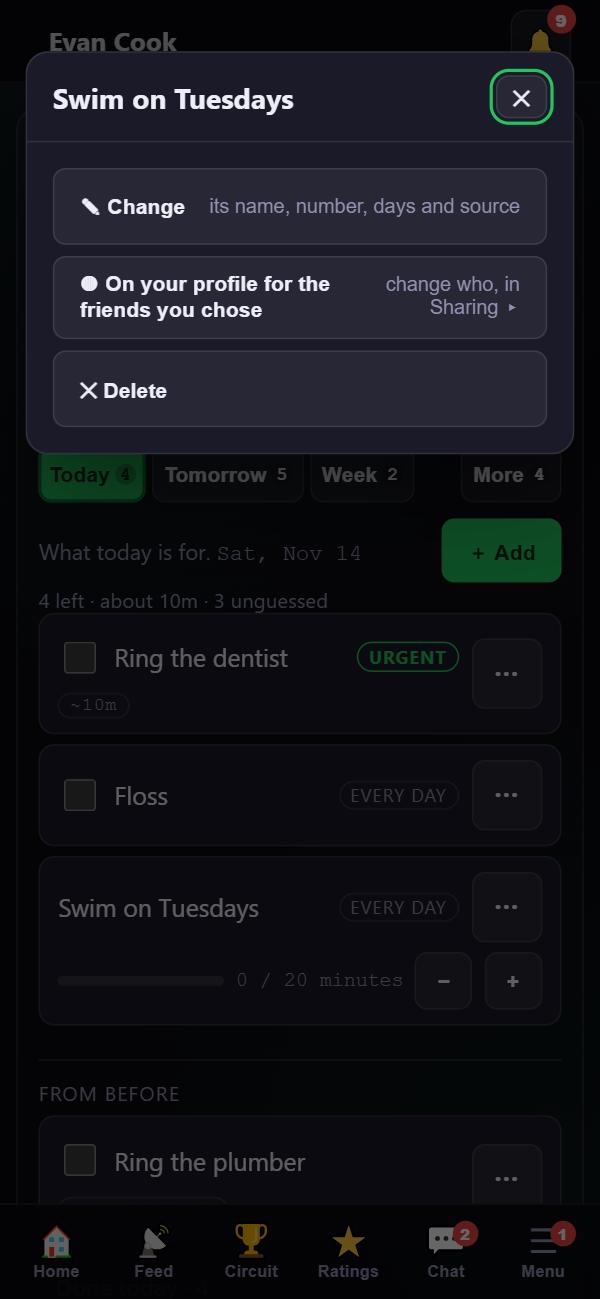 Evan Cook
9
Swim on Tuesdays
Change its name, number, days and source
On your profile for the friends you chose
change who, in Sharing ▸
Delete
Today 4
Tomorrow 5
Week 2
More 4
What today is for. Sat, Nov 14
+ Add
4 left · about 10m · 3 unguessed
Ring the dentist
URGENT
~10m
Floss
EVERY DAY
Swim on Tuesdays
EVERY DAY
0 / 20 minutes
− +
FROM BEFORE
Ring the plumber
Done today · 4
Home
Feed
Circuit
Ratings
Chat 2
Menu 1